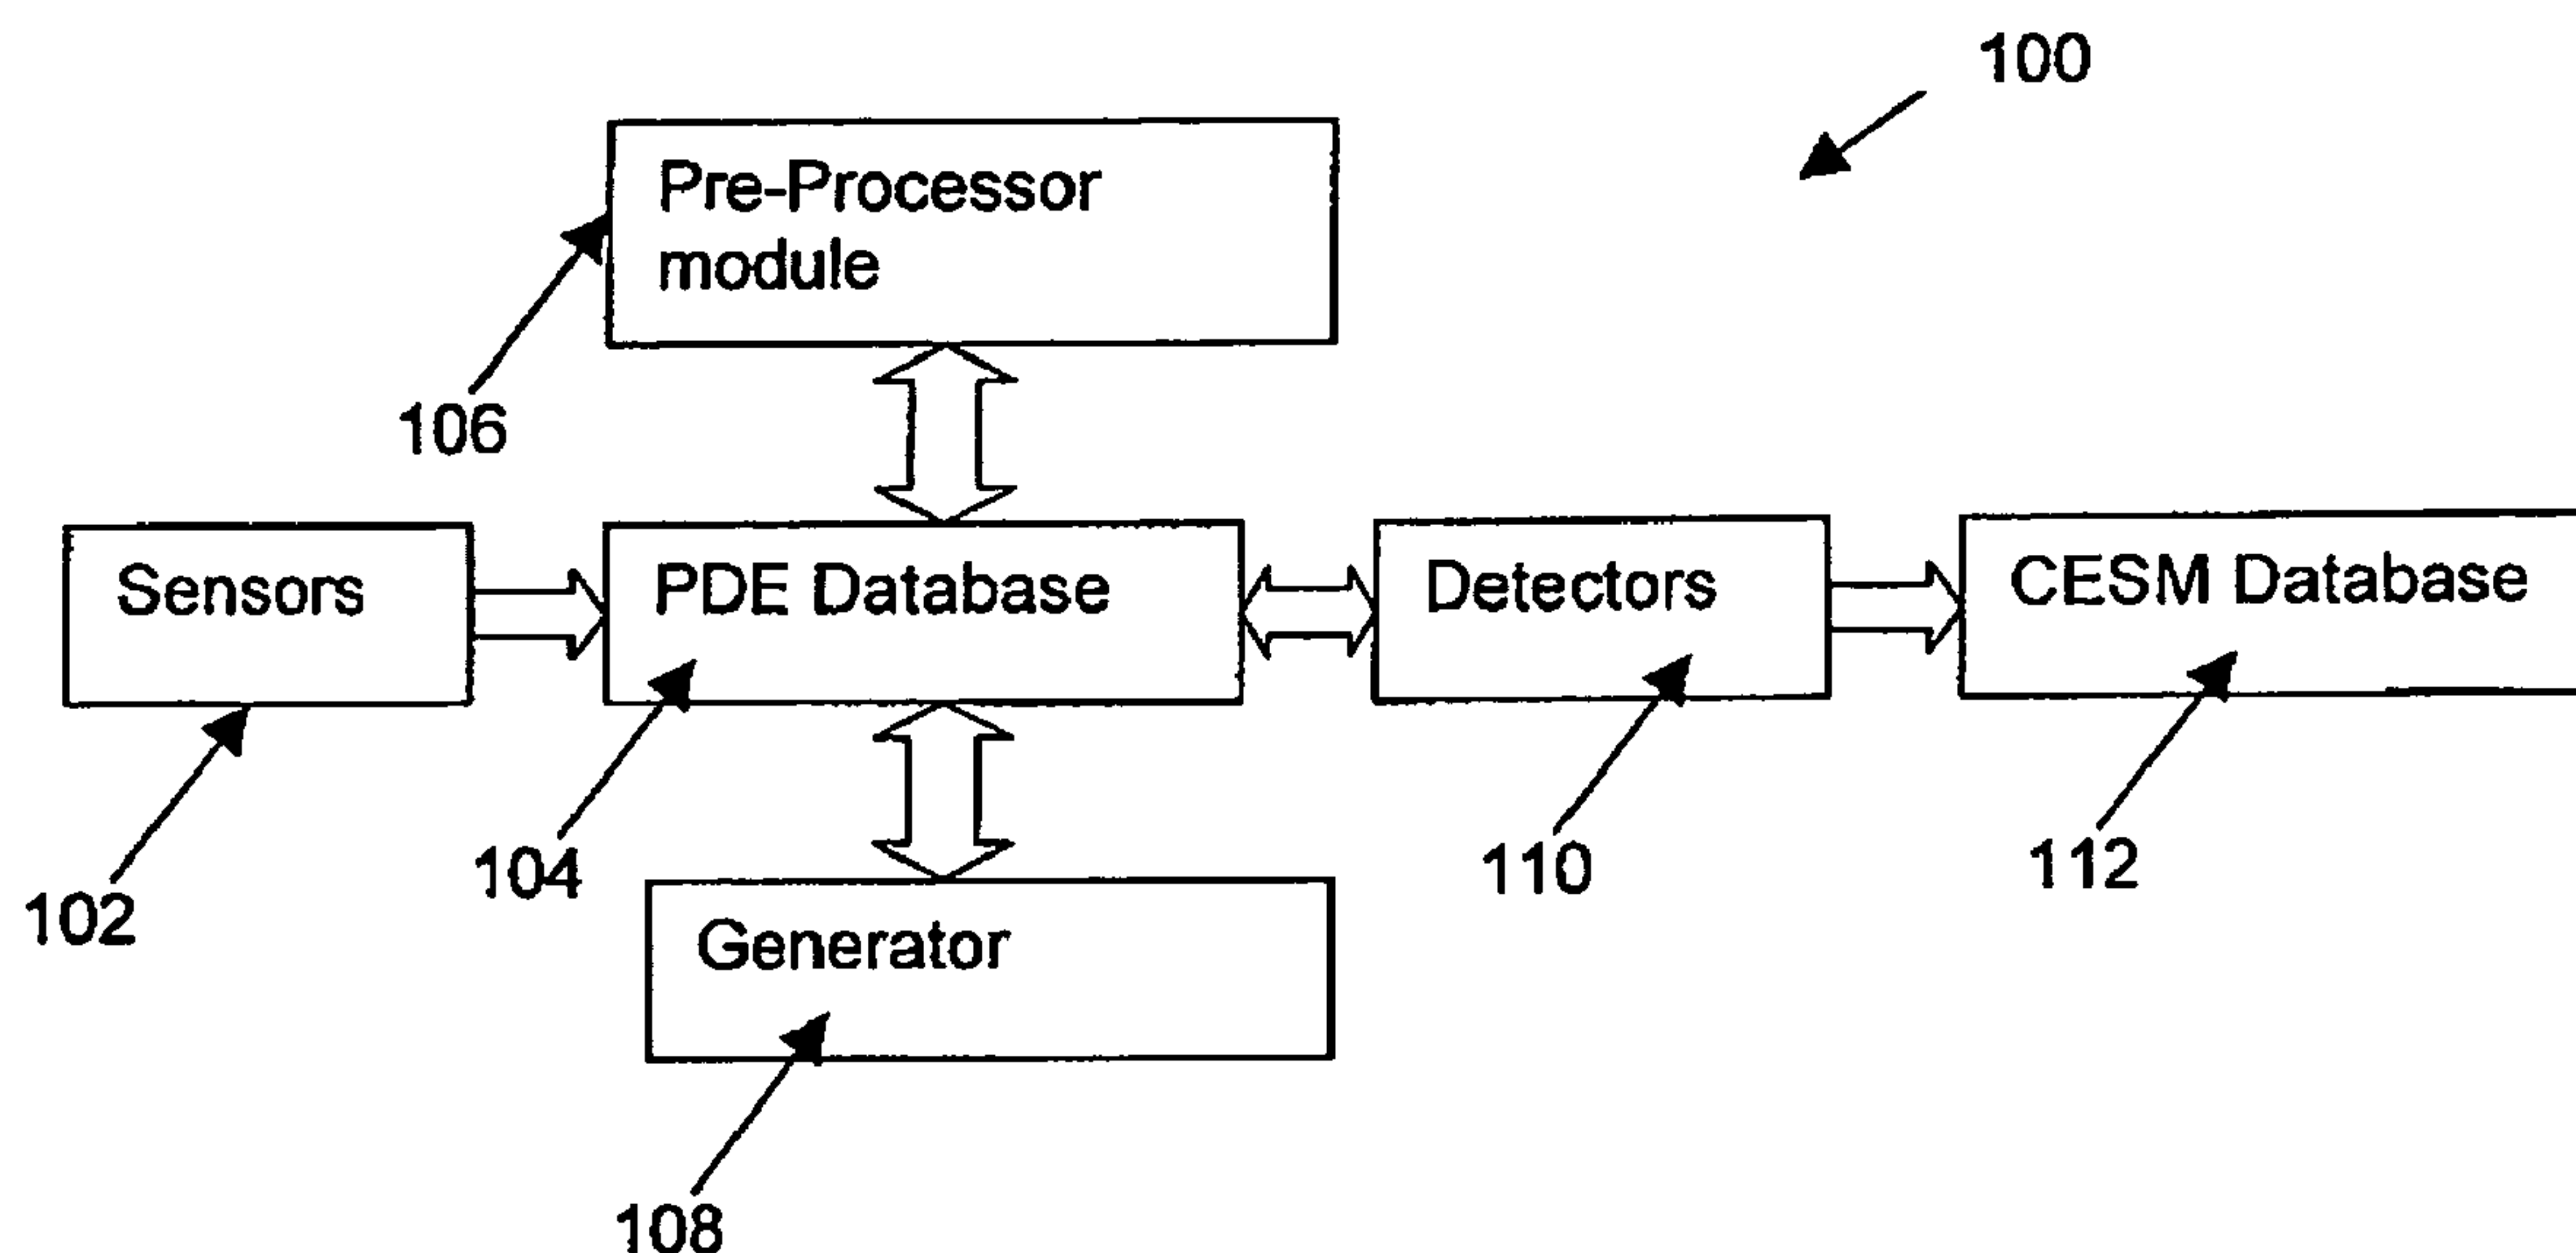 100
Pre-Processor
module
106
Sensors
PDE Database
Detectors
CESM Database
102
104
110
112
Generator
108